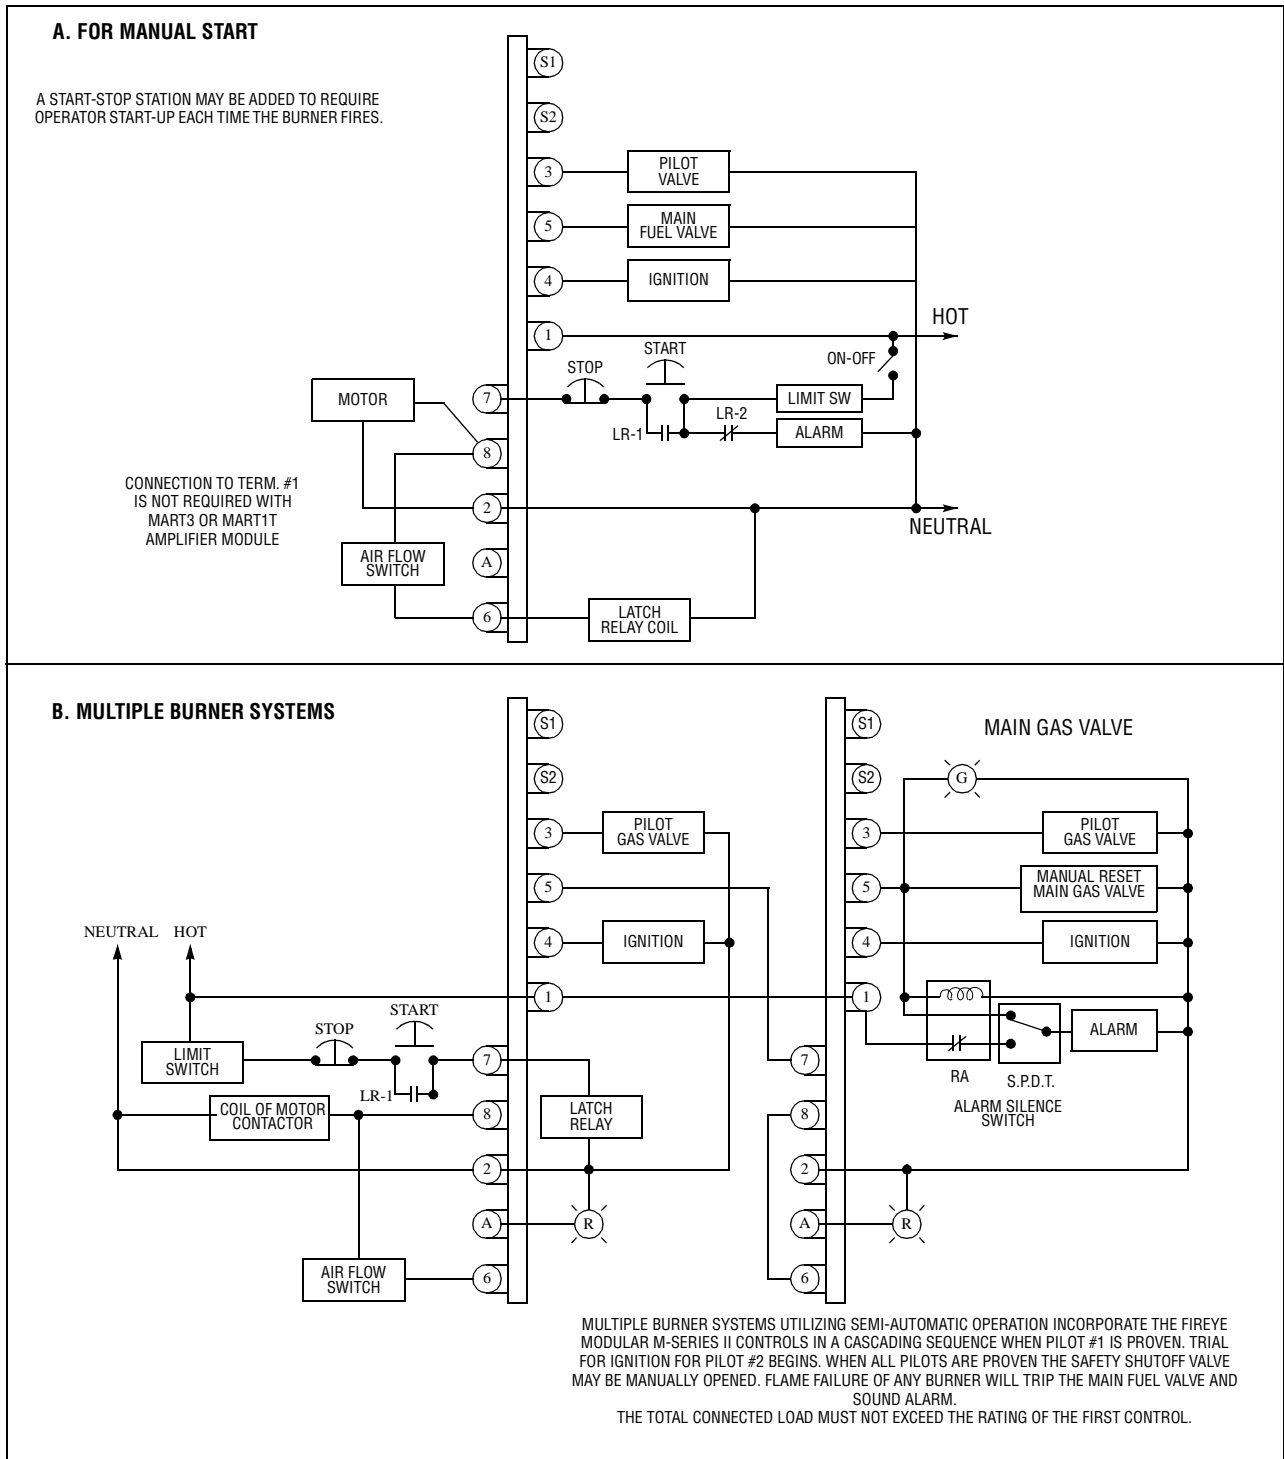 A. FOR MANUAL START
A START-STOP STATION MAY BE ADDED TO REQUIRE
OPERATOR START-UP EACH TIME THE BURNER FIRES.
S1
S2
3
PILOT
VALVE
5
MAIN
FUEL VALVE
4
IGNITION
1
HOT
ON-OFF
STOP
START
MOTOR
7
LIMIT SW
LR-1
LR-2
ALARM
8
CONNECTION TO TERM. #1
IS NOT REQUIRED WITH
MART3 OR MART1T
AMPLIFIER MODULE
2
NEUTRAL
AIR FLOW
SWITCH
A
6
LATCH
RELAY COIL
B. MULTIPLE BURNER SYSTEMS
S1
S2
3
PILOT
GAS VALVE
5
4
IGNITION
NEUTRAL
HOT
1
START
STOP
LIMIT
SWITCH
LR-1
7
COIL OF MOTOR
CONTACTOR
8
LATCH
RELAY
2
A
R
AIR FLOW
SWITCH
6
S1
MAIN GAS VALVE
S2
G
3
PILOT
GAS VALVE
5
MANUAL RESET
MAIN GAS VALVE
4
IGNITION
1
ALARM
7
RA
S.P.D.T.
ALARM SILENCE
SWITCH
8
2
A
R
6
MULTIPLE BURNER SYSTEMS UTILIZING SEMI-AUTOMATIC OPERATION INCORPORATE THE FIREYE
MODULAR M-SERIES II CONTROLS IN A CASCADING SEQUENCE WHEN PILOT #1 IS PROVEN. TRIAL
FOR IGNITION FOR PILOT #2 BEGINS. WHEN ALL PILOTS ARE PROVEN THE SAFETY SHUTOFF VALVE
MAY BE MANUALLY OPENED. FLAME FAILURE OF ANY BURNER WILL TRIP THE MAIN FUEL VALVE AND
SOUND ALARM.
THE TOTAL CONNECTED LOAD MUST NOT EXCEED THE RATING OF THE FIRST CONTROL.